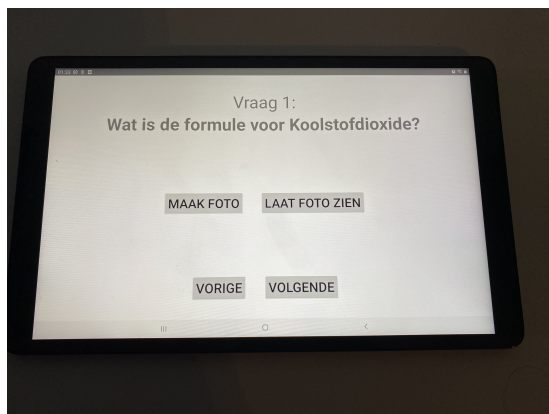 Vraag 1:
Wat is de formule voor Koolstofdioxide?
MAAK FOTO LAAT FOTO ZIEN
VORIGE VOLGENDE